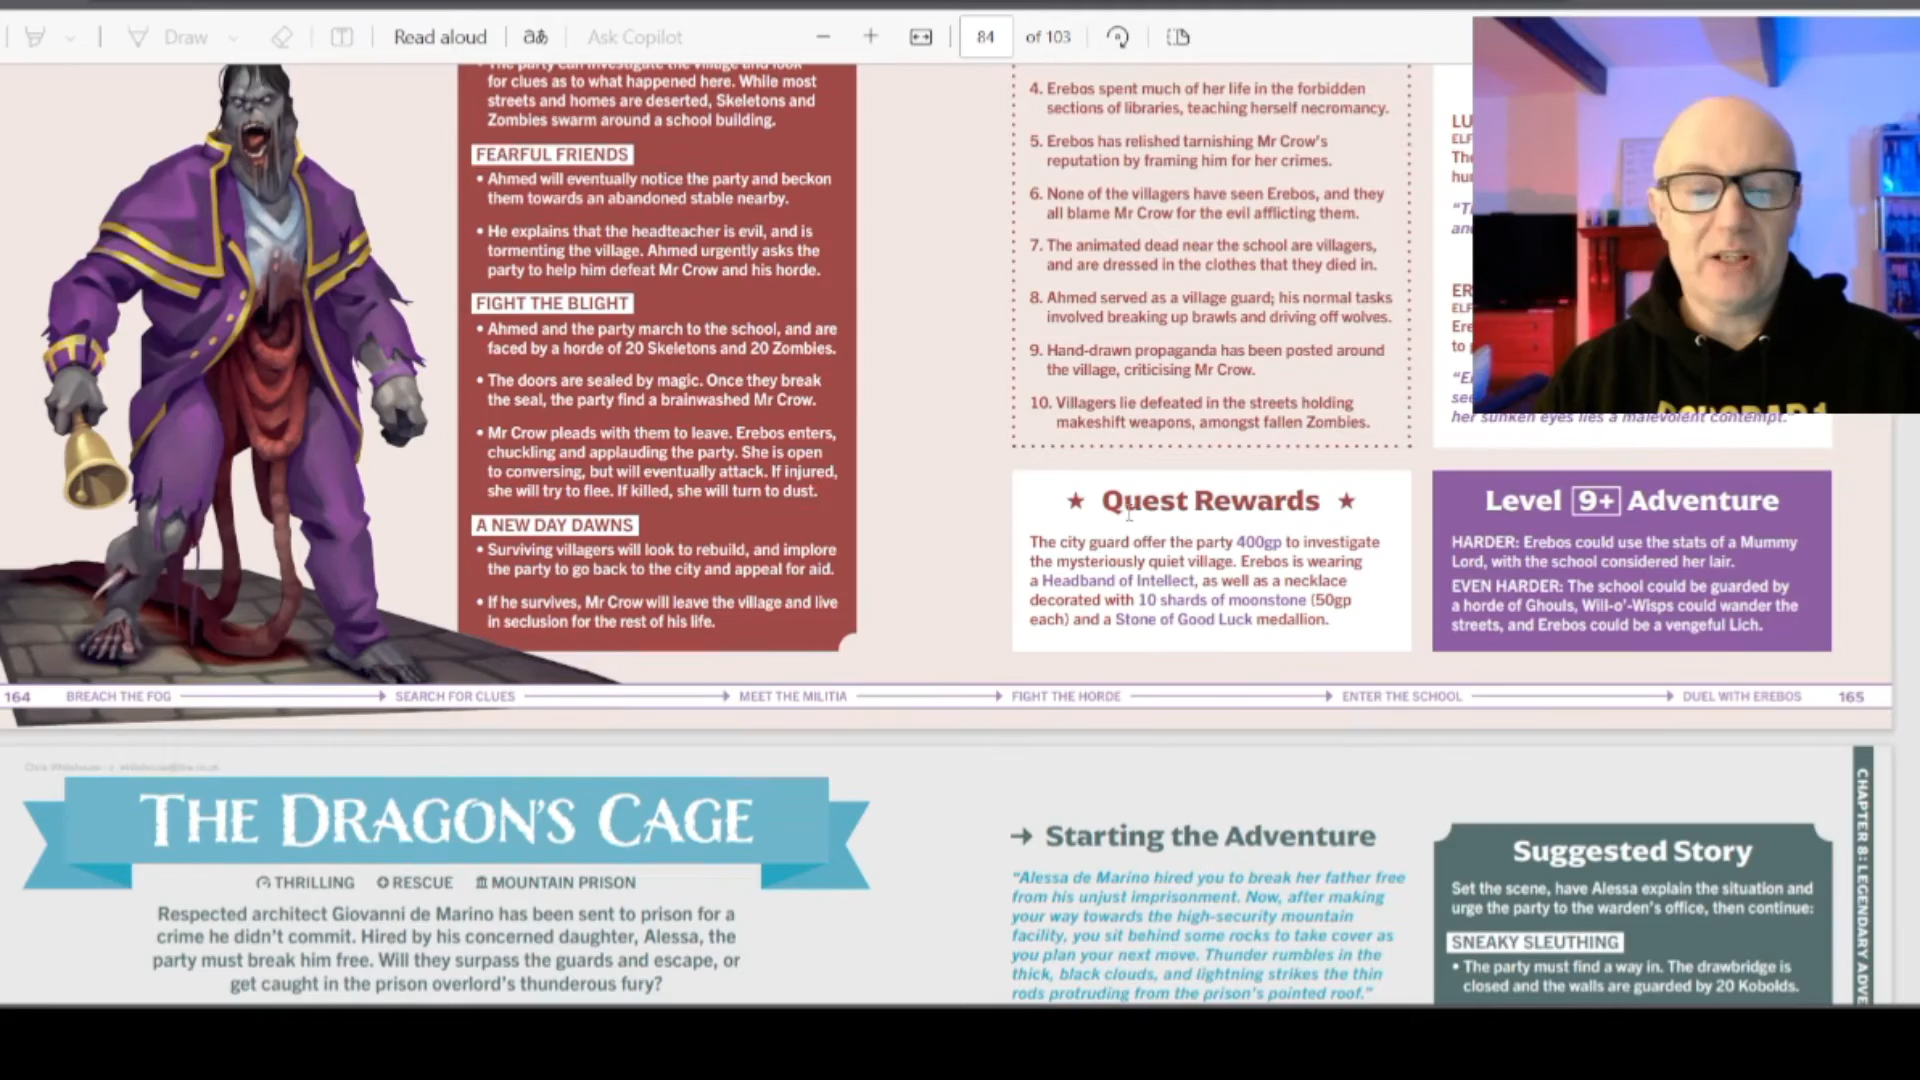 Draw
Read aloud
aあ
Ask Copilot
84
of 103
The party can investigate the village and look
for clues as to what happened here. While most
streets and homes are deserted, Skeletons and
Zombies swarm around a school building.
FEARFUL FRIENDS
• Ahmed will eventually notice the party and beckon
them towards an abandoned stable nearby.
• He explains that the headteacher is evil, and is
tormenting the village. Ahmed urgently asks the
party to help him defeat Mr Crow and his horde.
FIGHT THE BLIGHT
• Ahmed and the party march to the school, and are
faced by a horde of 20 Skeletons and 20 Zombies.
• The doors are sealed by magic. Once they break
the seal, the party find a brainwashed Mr Crow.
• Mr Crow pleads with them to leave. Erebos enters,
chuckling and applauding the party. She is open
to conversing, but will eventually attack. If injured,
she will try to flee. If killed, she will turn to dust.
A NEW DAY DAWNS
• Surviving villagers will look to rebuild, and implore
the party to go back to the city and appeal for aid.
• If he survives, Mr Crow will leave the village and live
in seclusion for the rest of his life.
4. Erebos spent much of her life in the forbidden
sections of libraries, teaching herself necromancy.
5. Erebos has relished tarnishing Mr Crow's
reputation by framing him for her crimes.
6. None of the villagers have seen Erebos, and they
all blame Mr Crow for the evil afflicting them.
7. The animated dead near the school are villagers,
and are dressed in the clothes that they died in.
8. Ahmed served as a village guard; his normal tasks
involved breaking up brawls and driving off wolves.
9. Hand-drawn propaganda has been posted around
the village, criticising Mr Crow.
10. Villagers lie defeated in the streets holding
makeshift weapons, amongst fallen Zombies.
LU
ELF
The
hu
"T
an
ER
ELF
Ere
to
"E
see
her sunken eyes lies a malevolent contempt."
★ Quest Rewards ★
The city guard offer the party 400gp to investigate
the mysteriously quiet village. Erebos is wearing
a Headband of Intellect, as well as a necklace
decorated with 10 shards of moonstone (50gp
each) and a Stone of Good Luck medallion.
Level 9+ Adventure
HARDER: Erebos could use the stats of a Mummy
Lord, with the school considered her lair.
EVEN HARDER: The school could be guarded by
a horde of Ghouls, Will-o'-Wisps could wander the
streets, and Erebos could be a vengeful Lich.
164 BREACH THE FOG SEARCH FOR CLUES MEET THE MILITIA FIGHT THE HORDE ENTER THE SCHOOL DUEL WITH EREBOS 165
THE DRAGON'S CAGE
THRILLING RESCUE MOUNTAIN PRISON
Respected architect Giovanni de Marino has been sent to prison for a
crime he didn't commit. Hired by his concerned daughter, Alessa, the
party must break him free. Will they surpass the guards and escape, or
get caught in the prison overlord's thunderous fury?
→ Starting the Adventure
"Alessa de Marino hired you to break her father free
from his unjust imprisonment. Now, after making
your way towards the high-security mountain
facility, you sit behind some rocks to take cover as
you plan your next move. Thunder rumbles in the
thick, black clouds, and lightning strikes the thin
rods protruding from the prison's pointed roof."
Suggested Story
Set the scene, have Alessa explain the situation and
urge the party to the warden's office, then continue:
SNEAKY SLEUTHING
• The party must find a way in. The drawbridge is
closed and the walls are guarded by 20 Kobolds.
CHAPTER 8: LEGENDARY ADVE